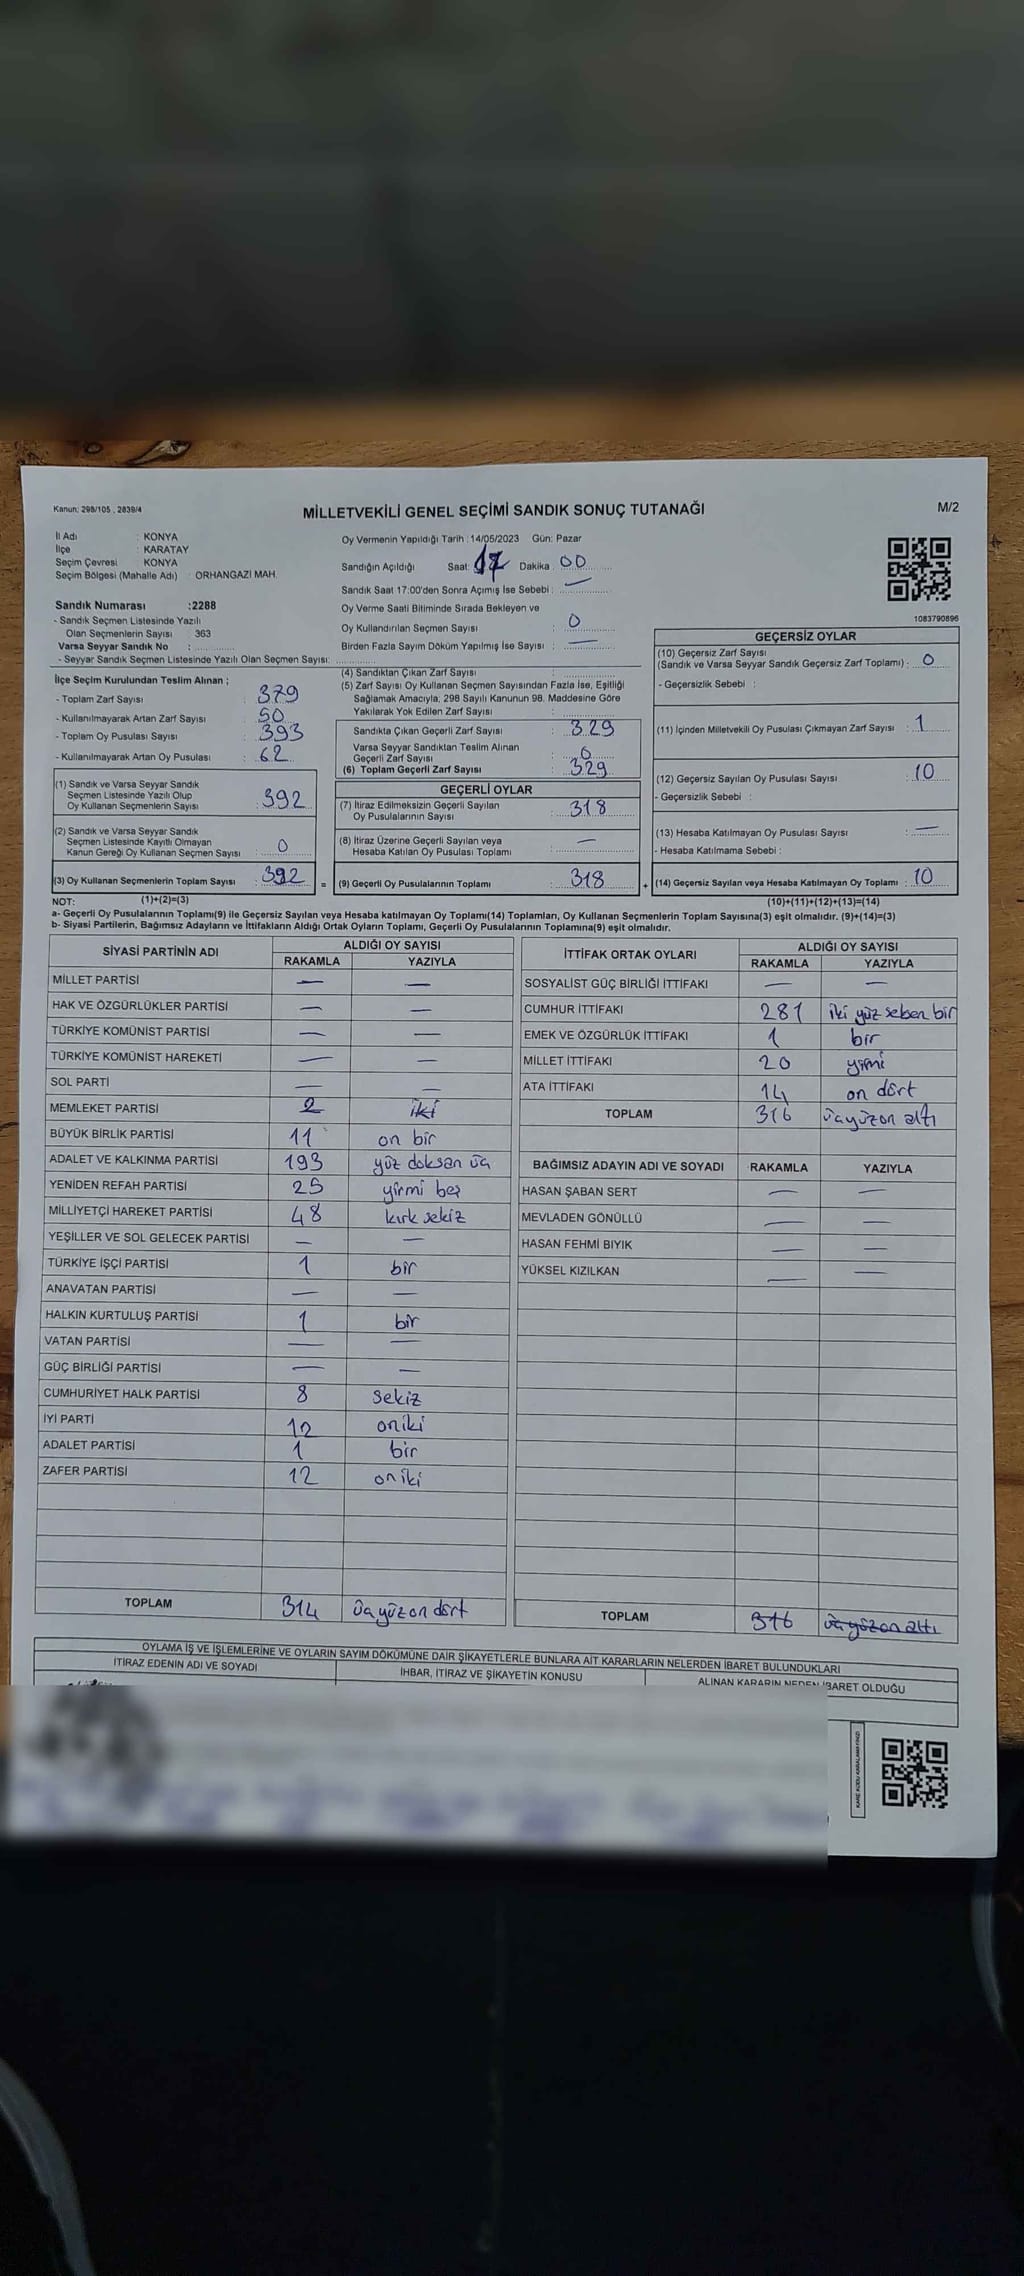 Kanun: 298/105 , 2839/4
MİLLETVEKİLİ GENEL SEÇİMİ SANDIK SONUÇ TUTANAĞI
M/2
İl Adı : KONYA
İlçe : KARATAY
Seçim Çevresi : KONYA
Seçim Bölgesi (Mahalle Adı) : ORHANGAZİ MAH.
Sandık Numarası :2288
- Sandık Seçmen Listesinde Yazılı
Olan Seçmenlerin Sayısı : 363
Varsa Seyyar Sandık No :
- Seyyar Sandık Seçmen Listesinde Yazılı Olan Seçmen Sayısı:
Oy Vermenin Yapıldığı Tarih :14/05/2023 Gün: Pazar
Sandığın Açıldığı Saat: 17 Dakika : 00
Sandık Saat 17:00'den Sonra Açımış İse Sebebi : —
Oy Verme Saati Bitiminde Sırada Bekleyen ve
Oy Kullandırılan Seçmen Sayısı : 0
Birden Fazla Sayım Döküm Yapılmış İse Sayısı : —
1083790896
İlçe Seçim Kurulundan Teslim Alınan ;
- Toplam Zarf Sayısı : 379
- Kullanılmayarak Artan Zarf Sayısı : 50
- Toplam Oy Pusulası Sayısı : 393
- Kullanılmayarak Artan Oy Pusulası : 62
(1) Sandık ve Varsa Seyyar Sandık
Seçmen Listesinde Yazılı Olup
Oy Kullanan Seçmenlerin Sayısı : 392
(2) Sandık ve Varsa Seyyar Sandık
Seçmen Listesinde Kayıtlı Olmayan
Kanun Gereği Oy Kullanan Seçmen Sayısı : 0
(3) Oy Kullanan Seçmenlerin Toplam Sayısı : 392
(4) Sandıktan Çıkan Zarf Sayısı :
(5) Zarf Sayısı Oy Kullanan Seçmen Sayısından Fazla İse, Eşitliği
Sağlamak Amacıyla; 298 Sayılı Kanunun 98. Maddesine Göre
Yakılarak Yok Edilen Zarf Sayısı :
Sandıkta Çıkan Geçerli Zarf Sayısı : 329
Varsa Seyyar Sandıktan Teslim Alınan
Geçerli Zarf Sayısı : 0
(6) Toplam Geçerli Zarf Sayısı : 329
GEÇERLİ OYLAR
(7) İtiraz Edilmeksizin Geçerli Sayılan
Oy Pusulalarının Sayısı : 318
(8) İtiraz Üzerine Geçerli Sayılan veya
Hesaba Katılan Oy Pusulası Toplamı : —
= (9) Geçerli Oy Pusulalarının Toplamı : 318
GEÇERSİZ OYLAR
(10) Geçersiz Zarf Sayısı
(Sandık ve Varsa Seyyar Sandık Geçersiz Zarf Toplamı) : 0
- Geçersizlik Sebebi :
(11) İçinden Milletvekili Oy Pusulası Çıkmayan Zarf Sayısı : 1
(12) Geçersiz Sayılan Oy Pusulası Sayısı : 10
- Geçersizlik Sebebi :
(13) Hesaba Katılmayan Oy Pusulası Sayısı : —
- Hesaba Katılmama Sebebi :
+ (14) Geçersiz Sayılan veya Hesaba Katılmayan Oy Toplamı : 10
NOT: (1)+(2)=(3) (10)+(11)+(12)+(13)=(14)
a- Geçerli Oy Pusulalarının Toplamı(9) ile Geçersiz Sayılan veya Hesaba katılmayan Oy Toplamı(14) Toplamları, Oy Kullanan Seçmenlerin Toplam Sayısına(3) eşit olmalıdır. (9)+(14)=(3)
b- Siyasi Partilerin, Bağımsız Adayların ve İttifakların Aldığı Ortak Oyların Toplamı, Geçerli Oy Pusulalarının Toplamına(9) eşit olmalıdır.
SİYASİ PARTİNİN ADI ALDIĞI OY SAYISI
RAKAMLA YAZIYLA
MİLLET PARTİSİ — —
HAK VE ÖZGÜRLÜKLER PARTİSİ — —
TÜRKİYE KOMÜNİST PARTİSİ — —
TÜRKİYE KOMÜNİST HAREKETİ — —
SOL PARTİ — —
MEMLEKET PARTİSİ 2 iki
BÜYÜK BİRLİK PARTİSİ 11 on bir
ADALET VE KALKINMA PARTİSİ 193 yüz doksan üç
YENİDEN REFAH PARTİSİ 25 yirmi beş
MİLLİYETÇİ HAREKET PARTİSİ 48 kırk sekiz
YEŞİLLER VE SOL GELECEK PARTİSİ — —
TÜRKİYE İŞÇİ PARTİSİ 1 bir
ANAVATAN PARTİSİ — —
HALKIN KURTULUŞ PARTİSİ 1 bir
VATAN PARTİSİ — —
GÜÇ BİRLİĞİ PARTİSİ — —
CUMHURİYET HALK PARTİSİ 8 sekiz
İYİ PARTİ 12 oniki
ADALET PARTİSİ 1 bir
ZAFER PARTİSİ 12 oniki
TOPLAM 314 üçyüz on dört
İTTİFAK ORTAK OYLARI ALDIĞI OY SAYISI
RAKAMLA YAZIYLA
SOSYALİST GÜÇ BİRLİĞİ İTTİFAKI — —
CUMHUR İTTİFAKI 281 iki yüz seksen bir
EMEK VE ÖZGÜRLÜK İTTİFAKI 1 bir
MİLLET İTTİFAKI 20 yirmi
ATA İTTİFAKI 14 on dört
TOPLAM 316 üçyüzon altı
BAĞIMSIZ ADAYIN ADI VE SOYADI RAKAMLA YAZIYLA
HASAN ŞABAN SERT — —
MEVLADEN GÖNÜLLÜ — —
HASAN FEHMİ BIYIK — —
YÜKSEL KIZILKAN — —
TOPLAM 316 üçyüzon altı
OYLAMA İŞ VE İŞLEMLERİNE VE OYLARIN SAYIM DÖKÜMÜNE DAİR ŞİKAYETLERLE BUNLARA AİT KARARLARIN NELERDEN İBARET BULUNDUKLARI
İTİRAZ EDENİN ADI VE SOYADI İHBAR, İTİRAZ VE ŞİKAYETİN KONUSU ALINAN KARARIN NEDEN İBARET OLDUĞU